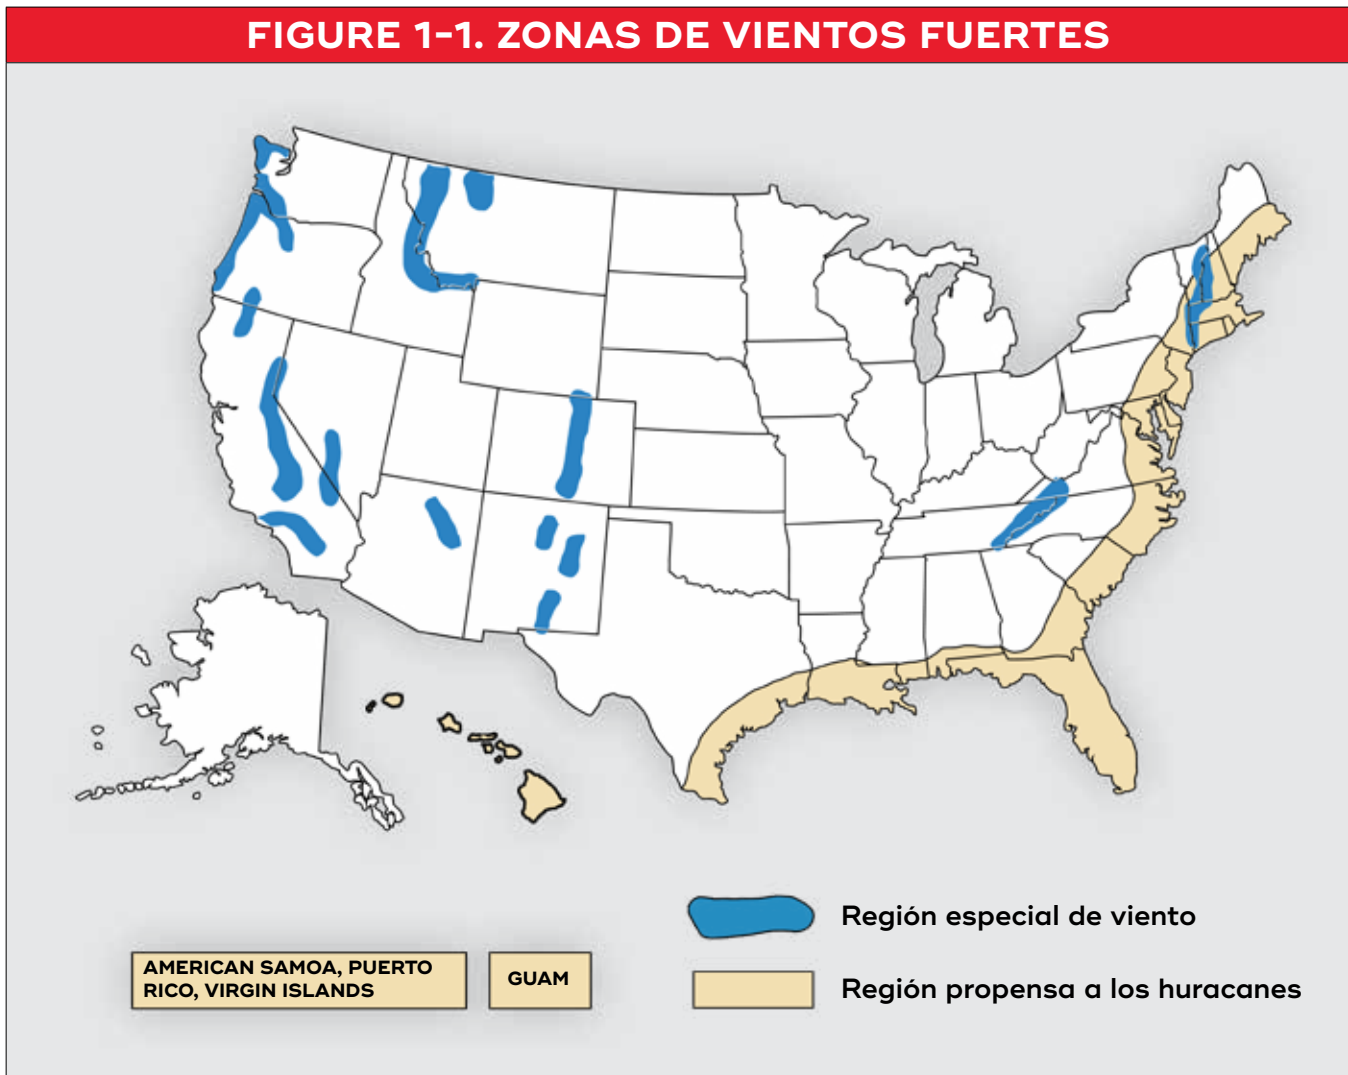 FIGURE 1-1. ZONAS DE VIENTOS FUERTES
Región especial de viento
AMERICAN SAMOA, PUERTO
RICO, VIRGIN ISLANDS
GUAM
Región propensa a los huracanes